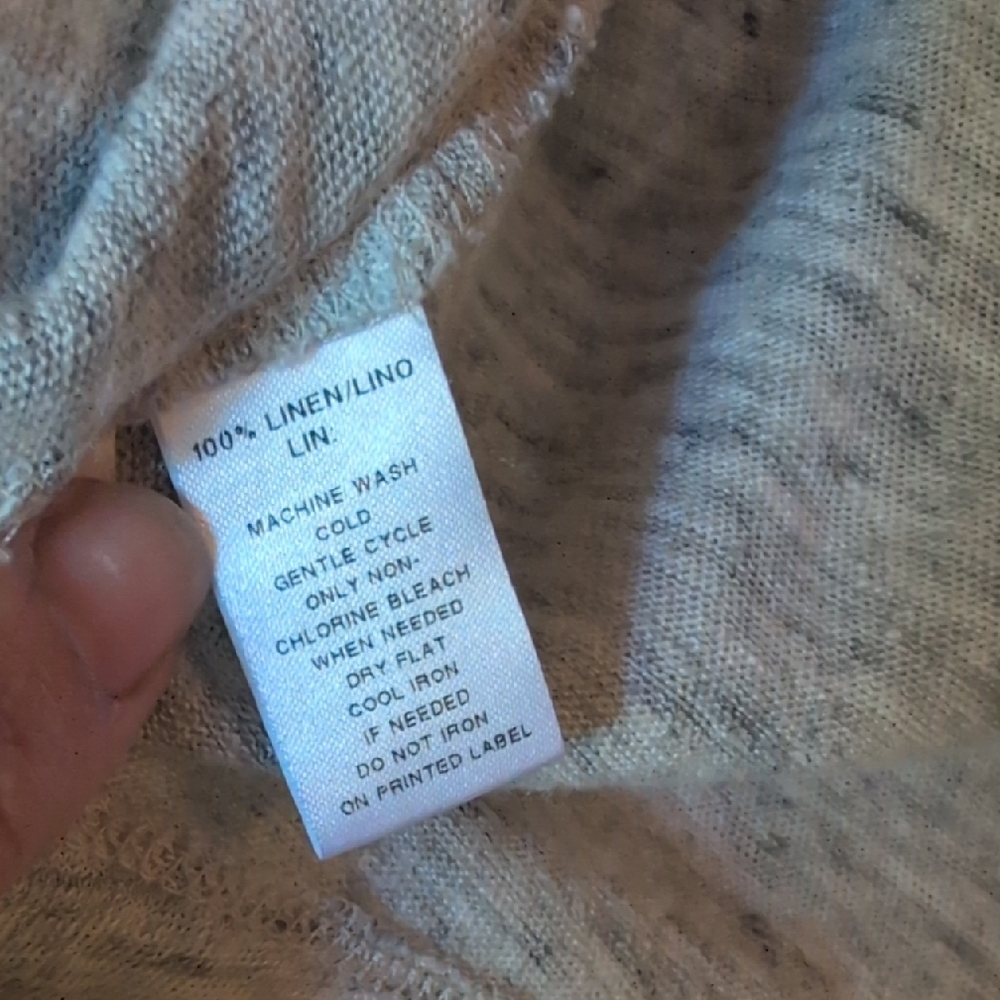 100% LINEN/LINO
LIN:
MACHINE WASH
COLD
GENTLE CYCLE
ONLY NON-
CHLORINE BLEACH
WHEN NEEDED
DRY FLAT
COOL IRON
IF NEEDED
DO NOT IRON
ON PRINTED LABEL